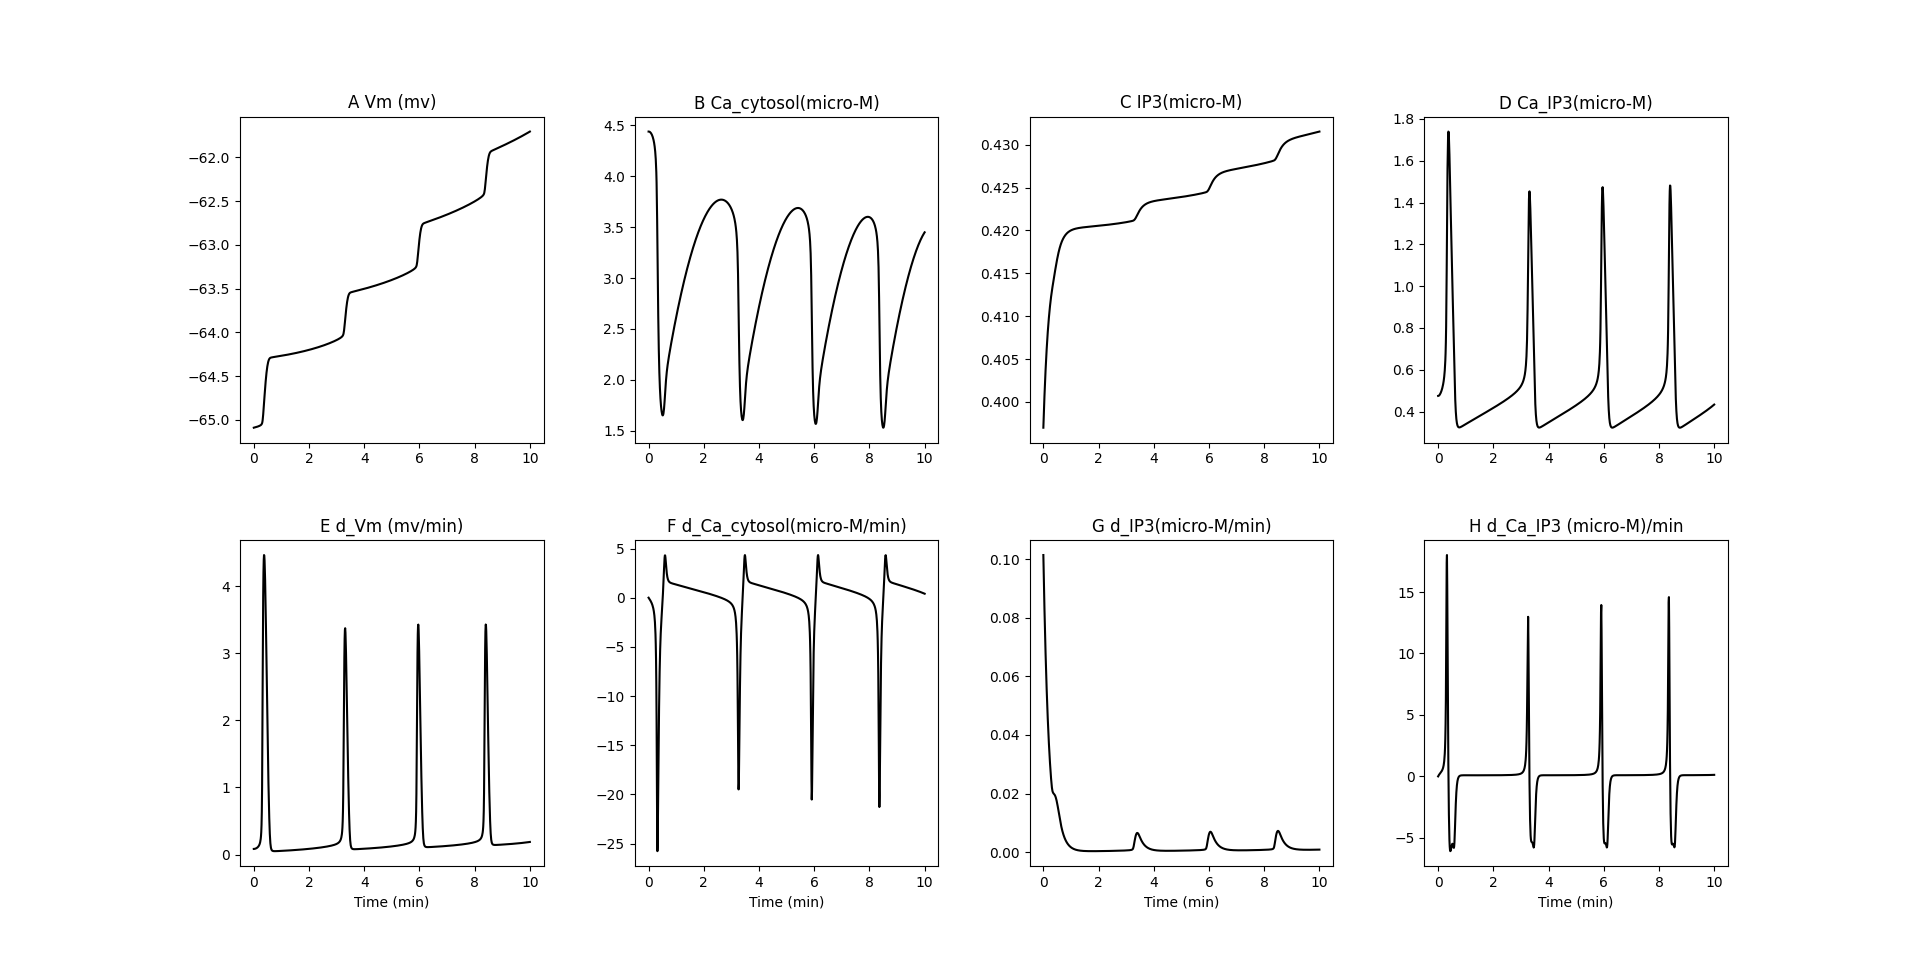 A Vm (mv)
B Ca_cytosol(micro-M)
C IP3(micro-M)
D Ca_IP3(micro-M)
−62.0
−62.5
−63.0
−63.5
−64.0
−64.5
−65.0
0 2 4 6 8 10
4.5
4.0
3.5
3.0
2.5
2.0
1.5
0 2 4 6 8 10
0.430
0.425
0.420
0.415
0.410
0.405
0.400
0 2 4 6 8 10
1.8
1.6
1.4
1.2
1.0
0.8
0.6
0.4
0 2 4 6 8 10
E d_Vm (mv/min)
F d_Ca_cytosol(micro-M/min)
G d_IP3(micro-M/min)
H d_Ca_IP3 (micro-M)/min
4
3
2
1
0
0 2 4 6 8 10
Time (min)
5
0
−5
−10
−15
−20
−25
0 2 4 6 8 10
Time (min)
0.10
0.08
0.06
0.04
0.02
0.00
0 2 4 6 8 10
Time (min)
15
10
5
0
−5
0 2 4 6 8 10
Time (min)